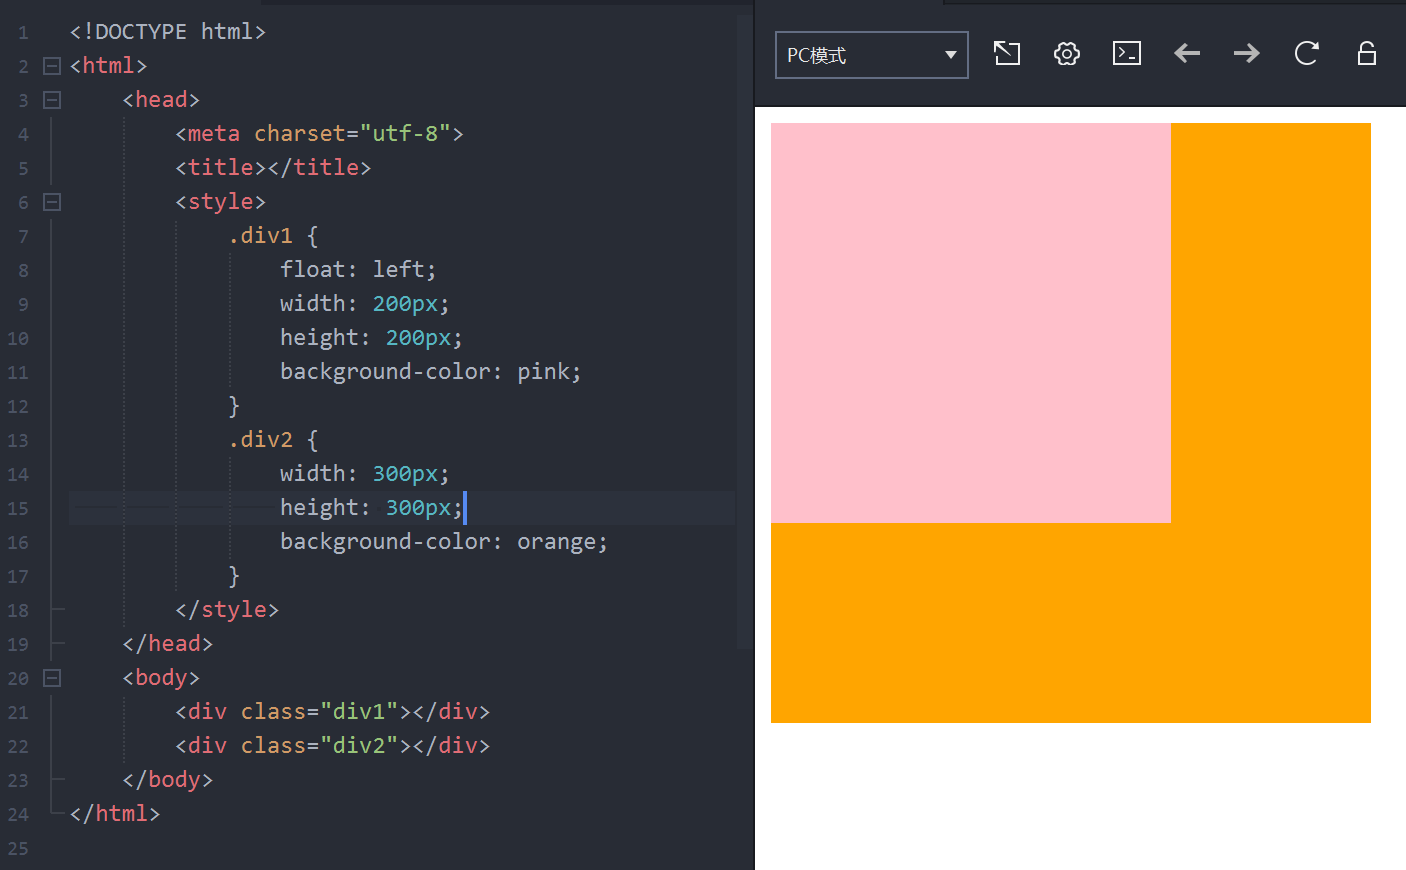 1 <!DOCTYPE html>
2 <html>
3 <head>
4 <meta charset="utf-8">
5 <title></title>
6 <style>
7 .div1 {
8 float: left;
9 width: 200px;
10 height: 200px;
11 background-color: pink;
12 }
13 .div2 {
14 width: 300px;
15 height: 300px;
16 background-color: orange;
17 }
18 </style>
19 </head>
20 <body>
21 <div class="div1"></div>
22 <div class="div2"></div>
23 </body>
24 </html>
25
PC模式